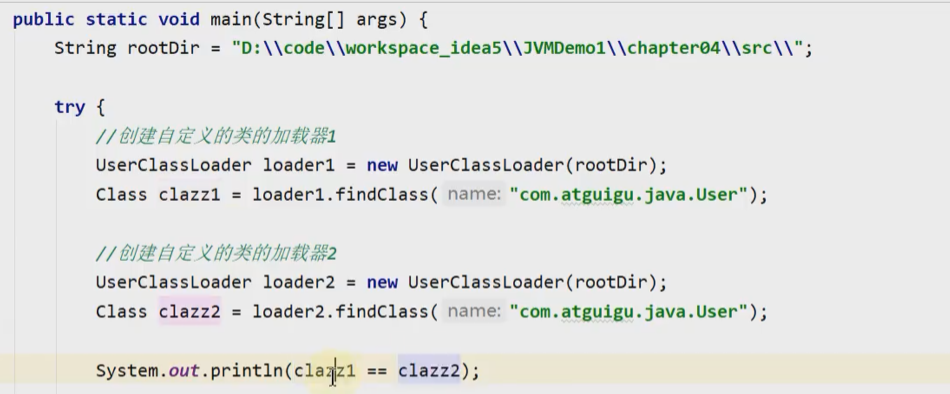 public static void main(String[] args) {
String rootDir = "D:\\code\\workspace_idea5\\JVMDemo1\\chapter04\\src\\";
try {
//创建自定义的类的加载器1
UserClassLoader loader1 = new UserClassLoader(rootDir);
Class clazz1 = loader1.findClass( name: "com.atguigu.java.User");
//创建自定义的类的加载器2
UserClassLoader loader2 = new UserClassLoader(rootDir);
Class clazz2 = loader2.findClass( name: "com.atguigu.java.User");
System.out.println(clazz1 == clazz2);